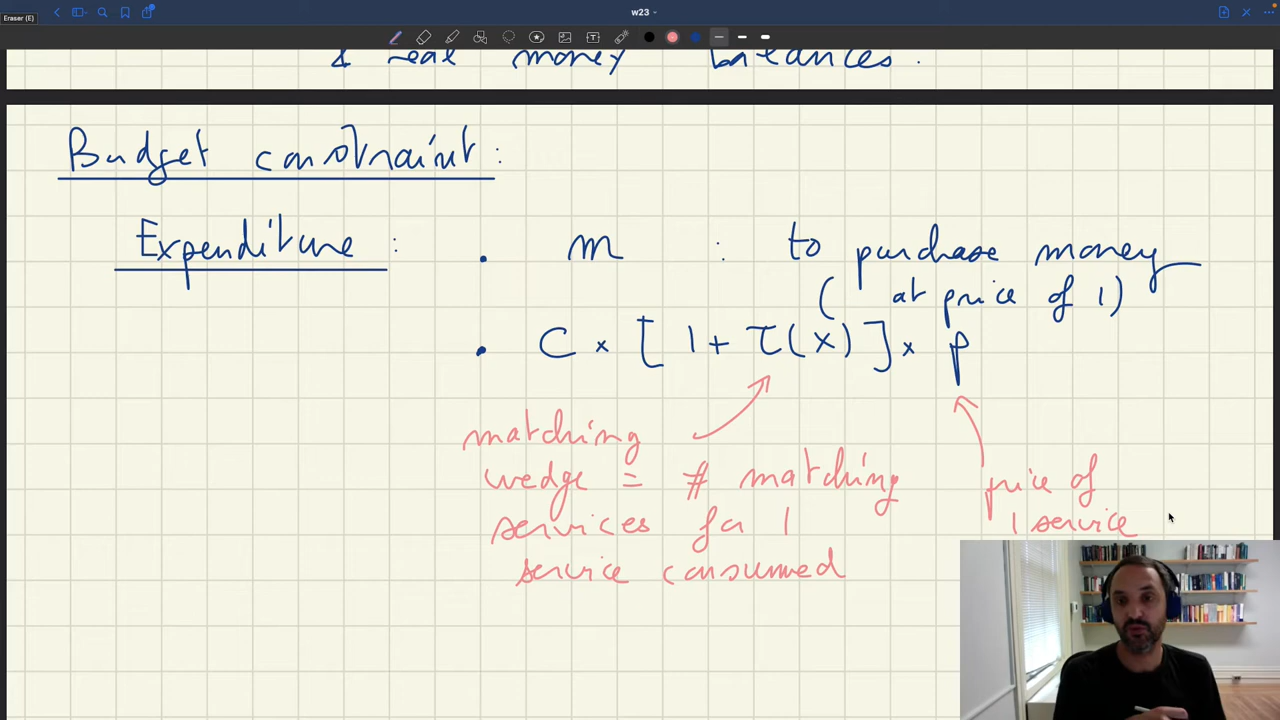 Eraser (E)
w23
& real money balances.
Budget constraint:
Expenditure : • m : to purchase money
( at price of 1)
• C × [ 1 + τ(x) ] × p
matching
wedge = # matching
services for 1
service consumed
price of
1 service